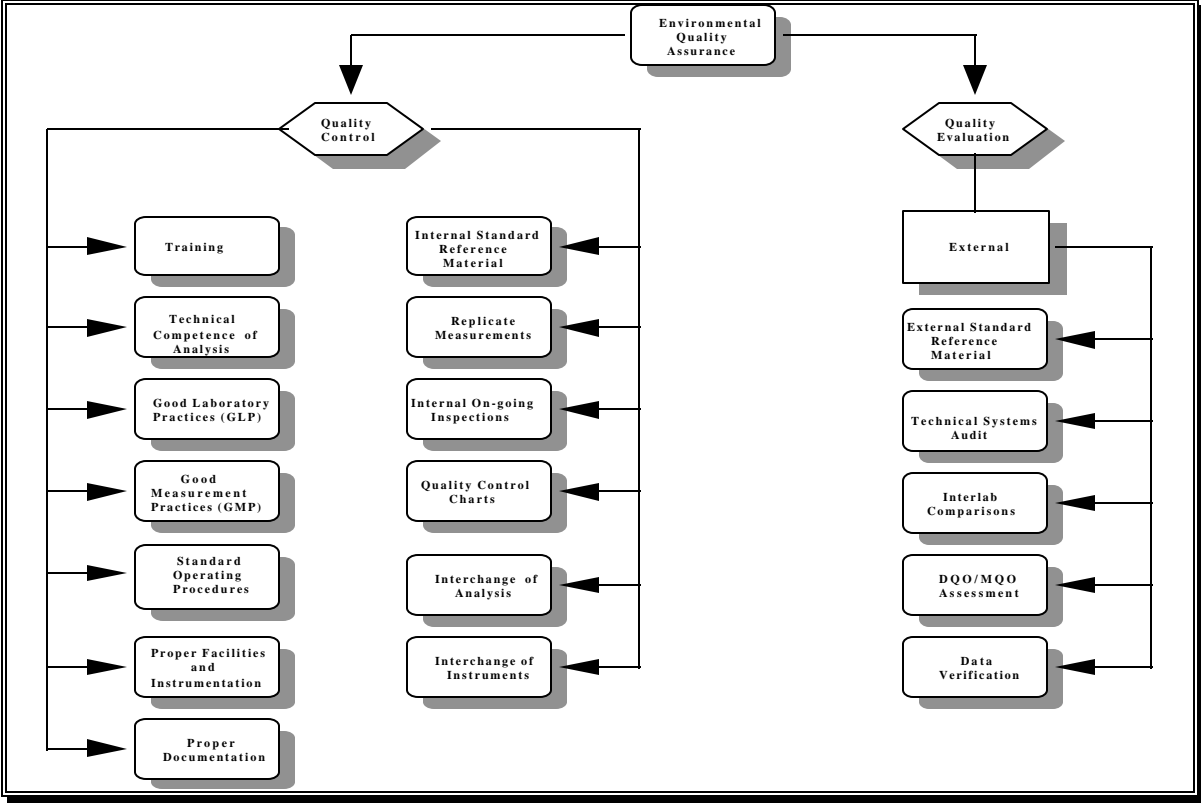 Environmental
Quality
Assurance
Quality
Control
Quality
Evaluation
Training
Technical
Competence of
Analysis
Good Laboratory
Practices (GLP)
Good
Measurement
Practices (GMP)
Standard
Operating
Procedures
Proper Facilities
and
Instrumentation
Proper
Documentation
Internal Standard
Reference
Material
Replicate
Measurements
Internal On-going
Inspections
Quality Control
Charts
Interchange of
Analysis
Interchange of
Instruments
External
External Standard
Reference
Material
Technical Systems
Audit
Interlab
Comparisons
DQO/MQO
Assessment
Data
Verification